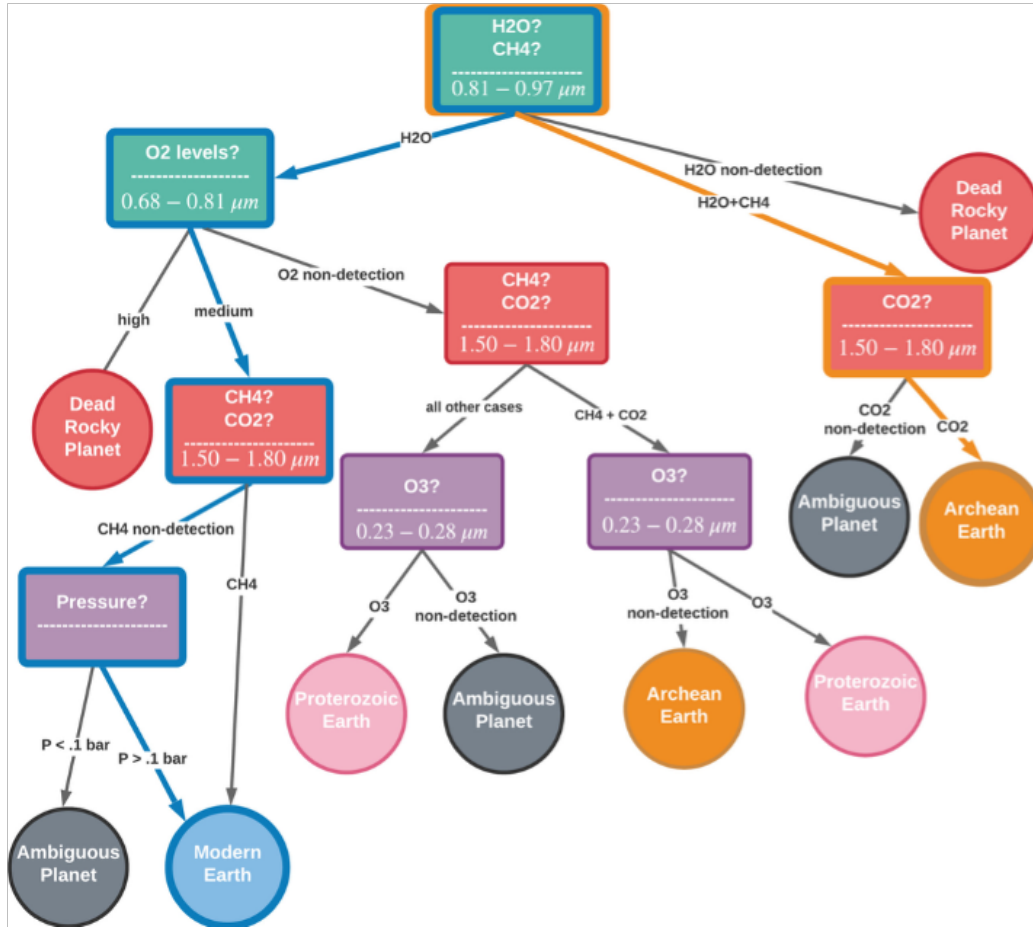 H2O?
CH4?
0.81 – 0.97 μm
H2O
H2O non-detection
H2O+CH4
O2 levels?
0.68 – 0.81 μm
Dead
Rocky
Planet
high
medium
O2 non-detection
CH4?
CO2?
1.50 – 1.80 μm
CO2?
1.50 – 1.80 μm
Dead
Rocky
Planet
CH4?
CO2?
1.50 – 1.80 μm
all other cases
CH4 + CO2
CO2
non-detection
CO2
O3?
0.23 – 0.28 μm
O3?
0.23 – 0.28 μm
Ambiguous
Planet
Archean
Earth
CH4 non-detection
CH4
Pressure?
O3
O3
non-detection
O3
non-detection
O3
Proterozoic
Earth
Ambiguous
Planet
Archean
Earth
Proterozoic
Earth
P < .1 bar
P > .1 bar
Ambiguous
Planet
Modern
Earth